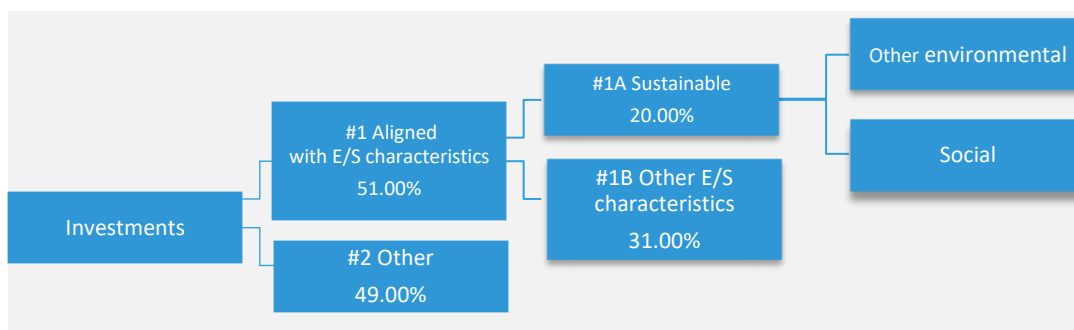 Investments
#1 Aligned
with E/S characteristics
51.00%
#2 Other
49.00%
#1A Sustainable
20.00%
#1B Other E/S
characteristics
31.00%
Other environmental
Social